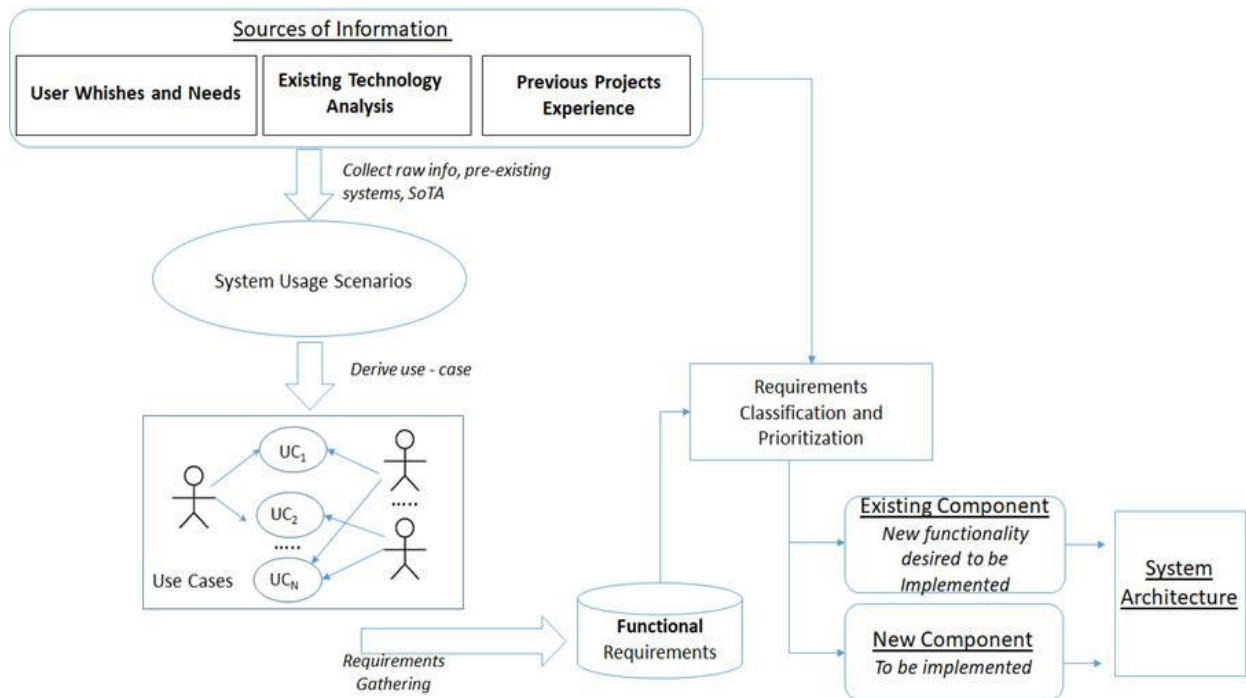 Sources of Information
User Whishes and Needs
Existing Technology
Analysis
Previous Projects
Experience
Collect raw info, pre-existing
systems, SoTA
System Usage Scenarios
Derive use - case
UC1
UC2
.....
UCN
.....
Use Cases
Requirements
Gathering
Functional
Requirements
Requirements
Classification and
Prioritization
Existing Component
New functionality
desired to be
Implemented
New Component
To be implemented
System
Architecture